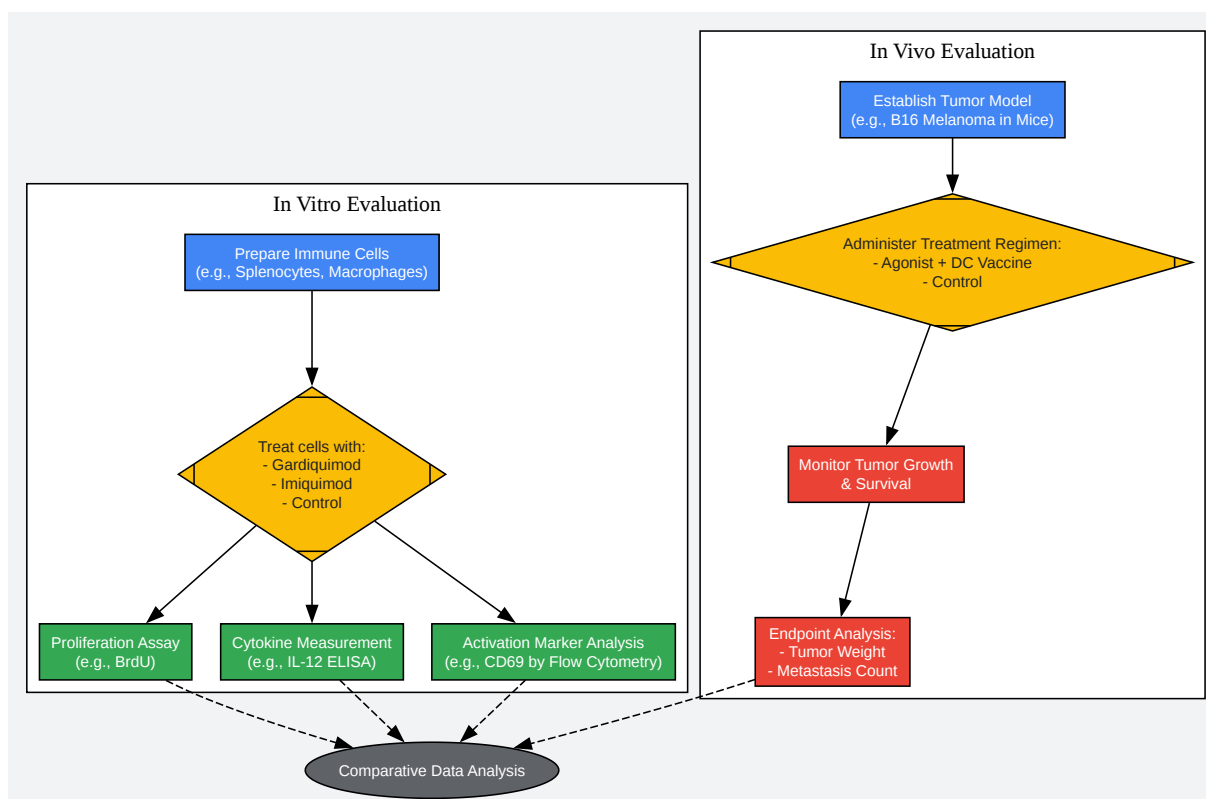 In Vivo Evaluation
Establish Tumor Model
(e.g., B16 Melanoma in Mice)
Administer Treatment Regimen:
- Agonist + DC Vaccine
- Control
Monitor Tumor Growth
& Survival
Endpoint Analysis:
- Tumor Weight
- Metastasis Count
In Vitro Evaluation
Prepare Immune Cells
(e.g., Splenocytes, Macrophages)
Treat cells with:
- Gardiquimod
- Imiquimod
- Control
Proliferation Assay
(e.g., BrdU)
Cytokine Measurement
(e.g., IL-12 ELISA)
Activation Marker Analysis
(e.g., CD69 by Flow Cytometry)
Comparative Data Analysis